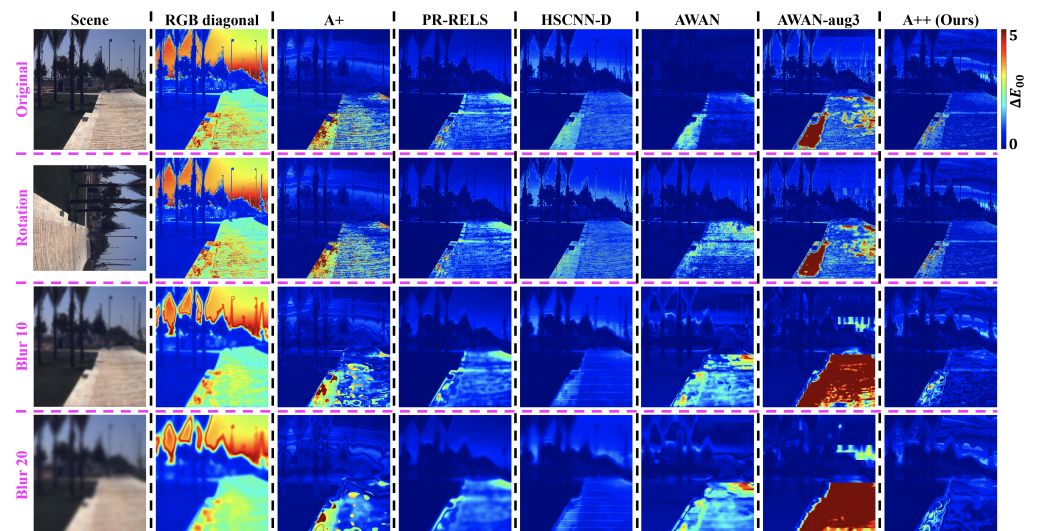 Scene RGB diagonal A+ PR-RELS HSCNN-D AWAN AWAN-aug3 A++ (Ours)
Original
5
ΔE00
0
Rotation
Blur 10
Blur 20